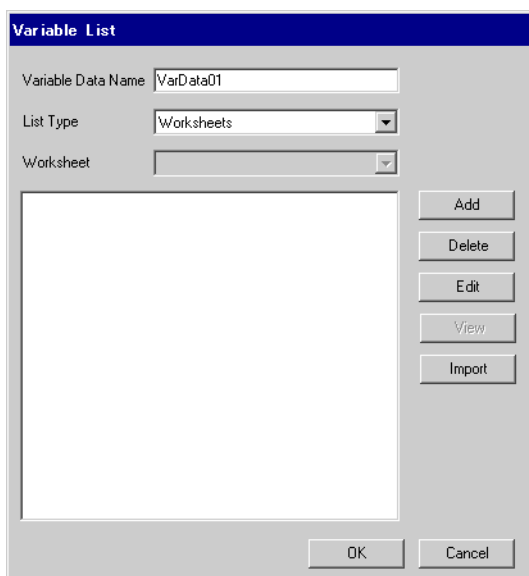 Variable List
Variable Data Name VarData01
List Type Worksheets
Worksheet
Add
Delete
Edit
View
Import
OK Cancel